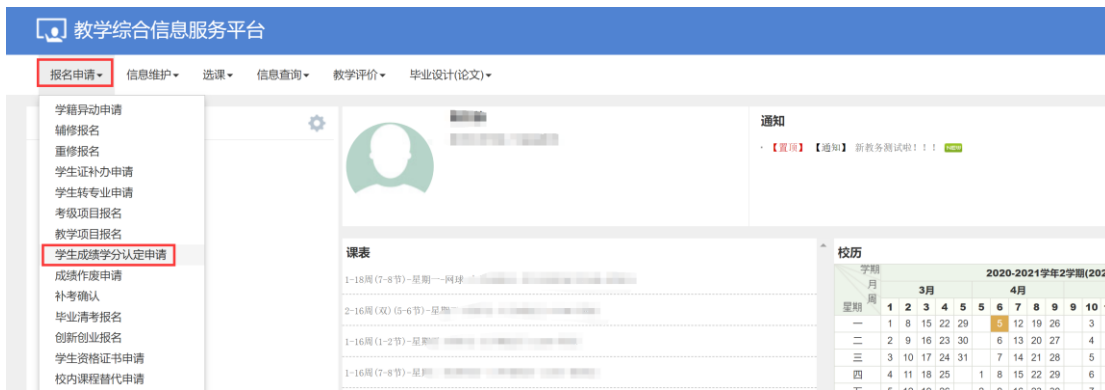 教学综合信息服务平台
报名申请 信息维护 选课 信息查询 教学评价 毕业设计(论文)
学籍异动申请
辅修报名
重修报名
学生证补办申请
学生转专业申请
考级项目报名
教学项目报名
学生成绩学分认定申请
成绩作废申请
补考确认
毕业清考报名
创新创业报名
学生资格证书申请
校内课程替代申请
通知
· 【置顶】 【通知】 新教务测试啦！！！ NEW
课表
1-18周(7-8节)-星期一-网球
2-16周(双)(5-6节)-星期
1-16周(1-2节)-星期
1-16周(7-8节)-星期
校历
学期 2020-2021学年2学期(202
月 3月 4月
周
星期 1 2 3 4 5 5 6 7 8 9 9 10
一 1 8 15 22 29 5 12 19 26 3
二 2 9 16 23 30 6 13 20 27 4
三 3 10 17 24 31 7 14 21 28 5
四 4 11 18 25 1 8 15 22 29 6